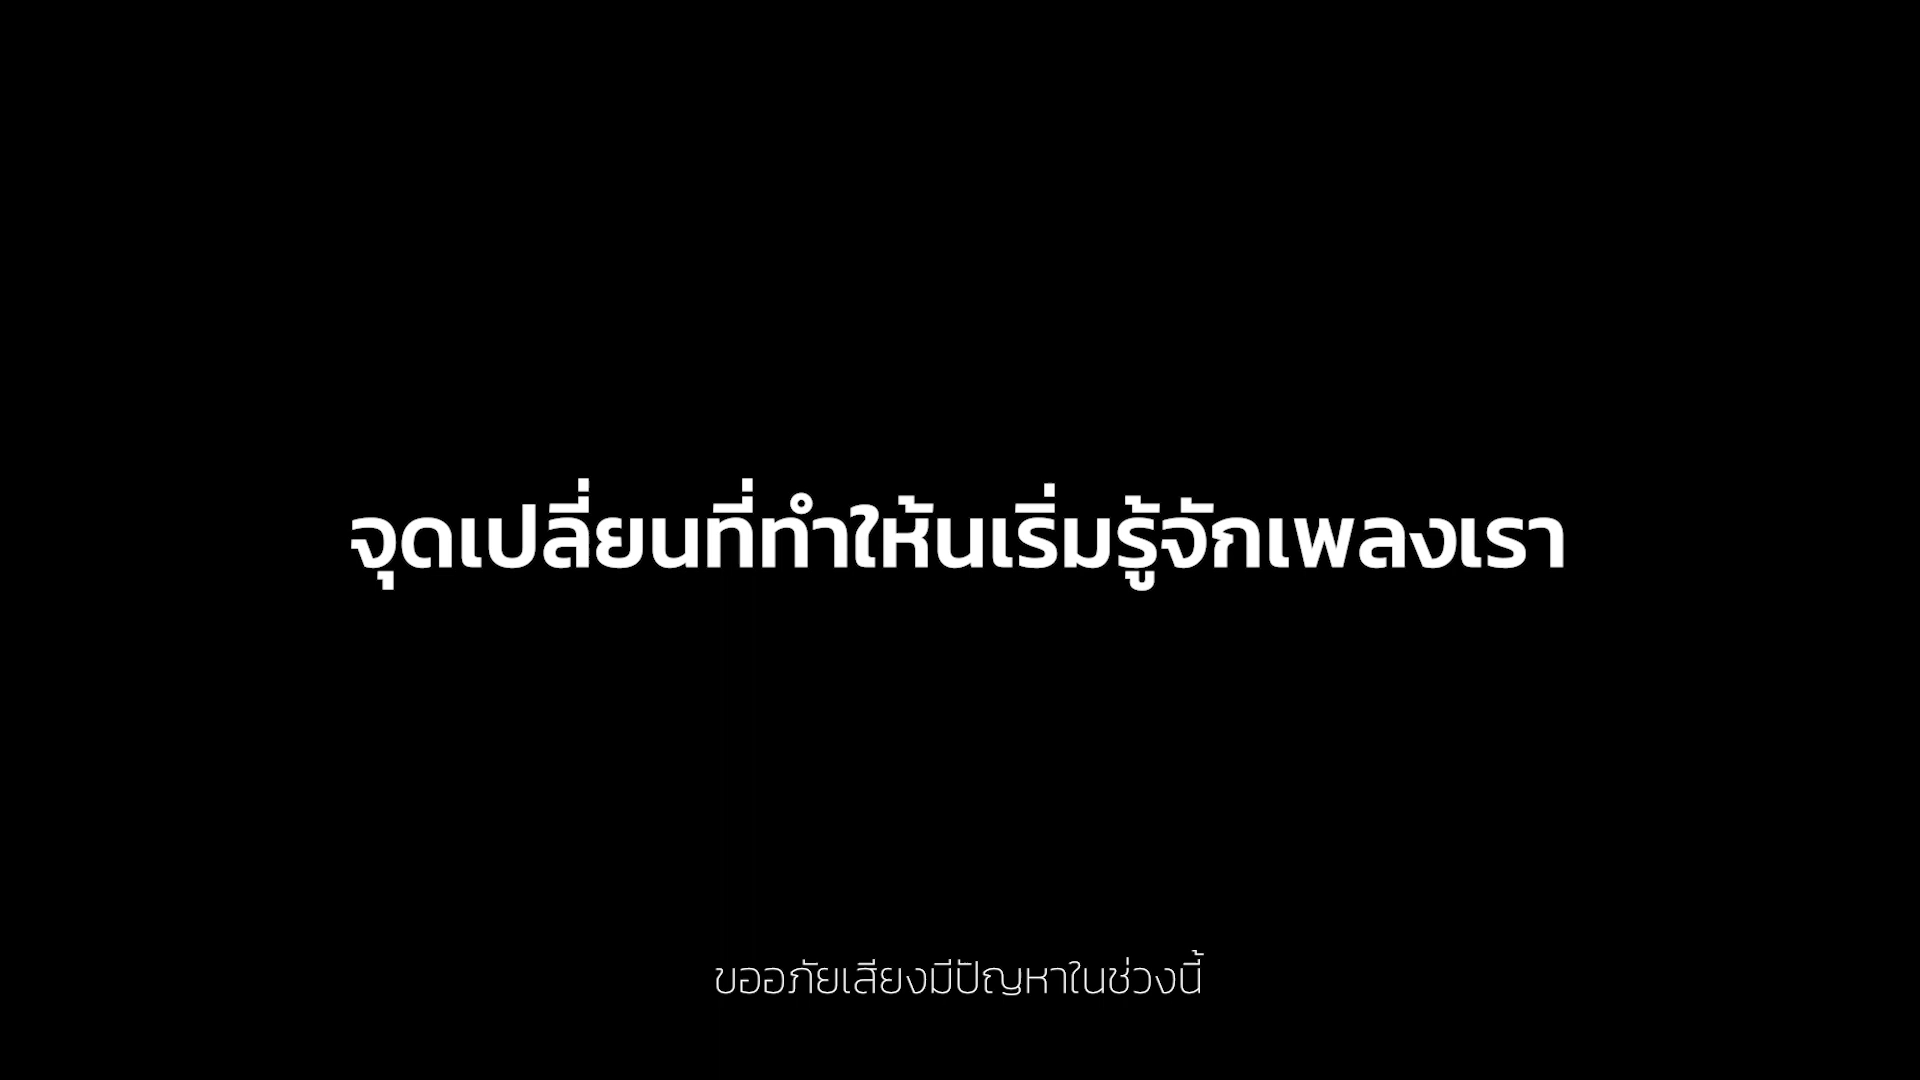 จุดเปลี่ยนที่ทำให้นเริ่มรู้จักเพลงเรา
ขออภัยเสียงมีปัญหาในช่วงนี้